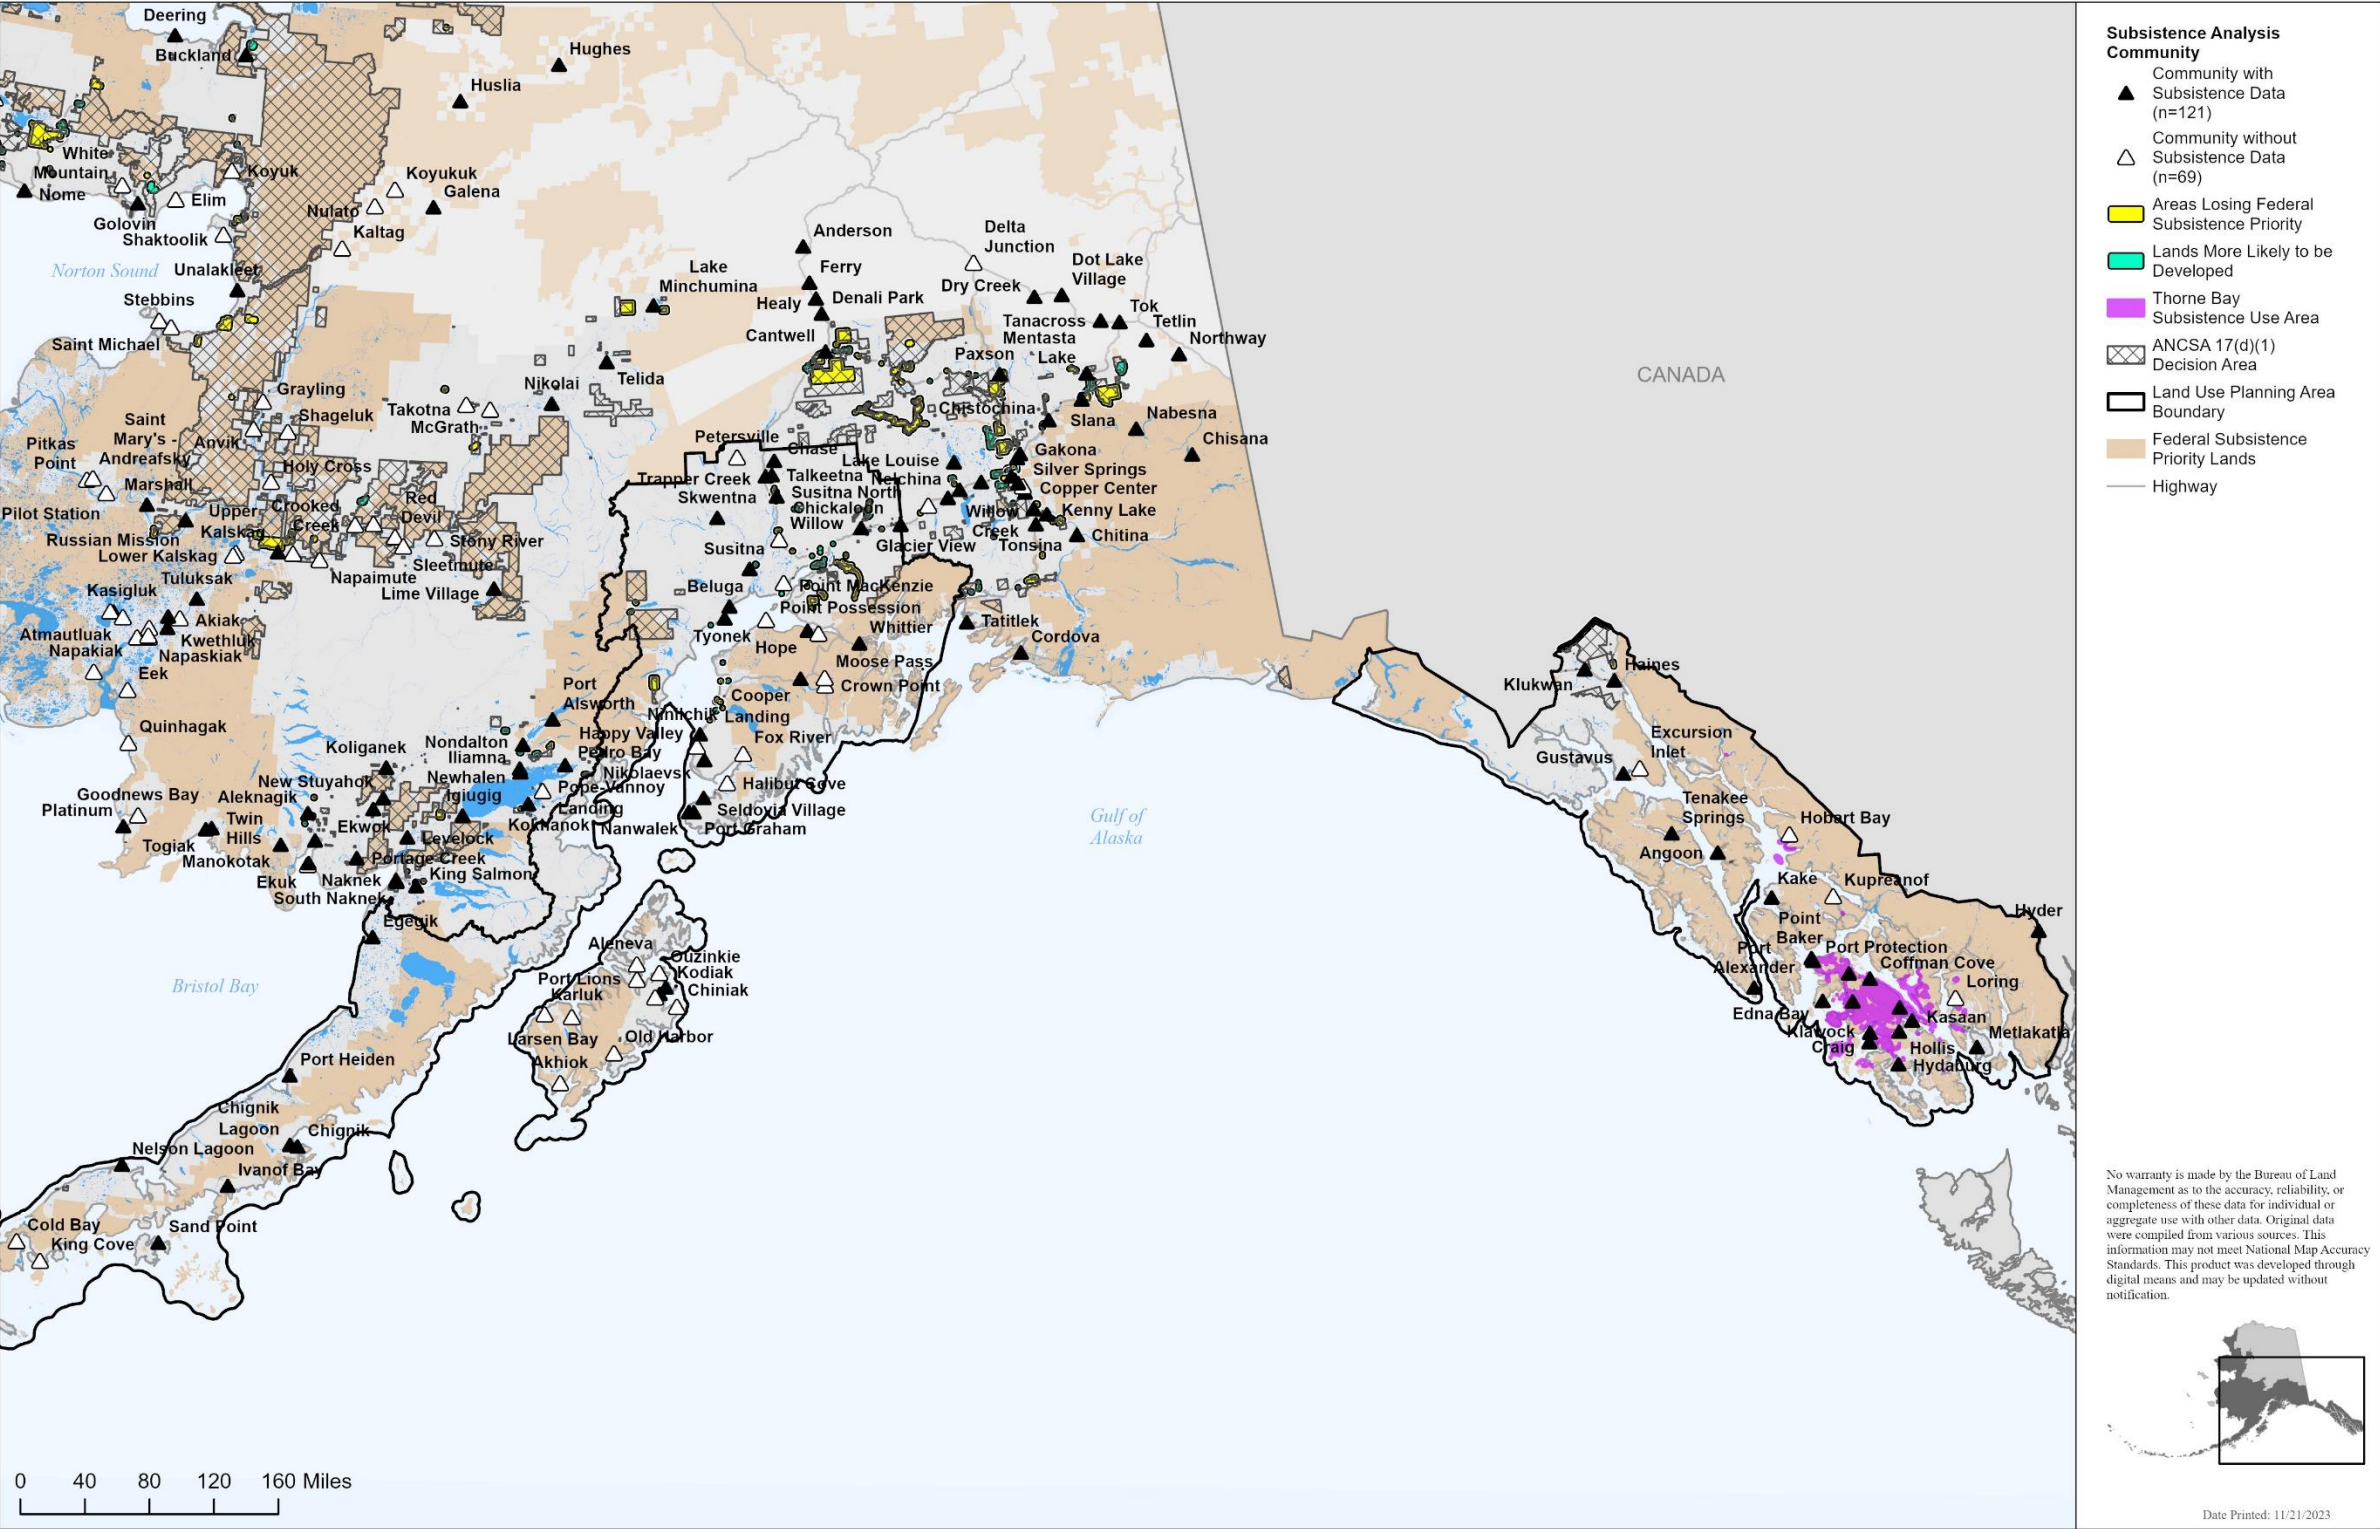 Deering
Buckland
Hughes
Huslia
White
Mountain
Nome
Koyuk
Koyukuk
Galena
Elim
Nulato
Golovin
Shaktoolik
Kaltag
Norton Sound
Unalakleet
Stebbins
Saint Michael
Anderson
Delta
Junction
Ferry
Lake
Minchumina
Healy
Denali Park
Dry Creek
Dot Lake
Village
Tok
Tanacross
Tetlin
Cantwell
Mentasta
Lake
Northway
Paxson
Telida
Nikolai
Grayling
Shageluk
Takotna
McGrath
Chistochina
Slana
Nabesna
Chisana
CANADA
Saint
Mary's -
Andreafsky
Pitkas
Point
Anvik
Holy Cross
Petersville
Chase
Lake Louise
Gakona
Silver Springs
Copper Center
Trapper Creek
Talkeetna
Nelchina
Skwentna
Susitna North
Chickaloon
Willow
Willow
Creek
Kenny Lake
Marshall
Pilot Station
Upper
Kalskag
Crooked
Creek
Red
Devil
Stony River
Russian Mission
Lower Kalskag
Susitna
Glacier View
Tonsina
Chitina
Tuluksak
Napaimute
Sleetmute
Lime Village
Kasigluk
Beluga
Point MacKenzie
Point Possession
Akiak
Atmautluak
Napakiak
Kwethluk
Napaskiak
Tyonek
Whittier
Tatitlek
Cordova
Hope
Eek
Moose Pass
Crown Point
Port
Alsworth
Cooper
Landing
Quinhagak
Ninilchik
Happy Valley
Fox River
Koliganek
Nondalton
Iliamna
Pedro Bay
New Stuyahok
Newhalen
Nikolaevsk
Goodnews Bay
Aleknagik
Igiugig
Pope-Vannoy
Landing
Halibut Cove
Platinum
Twin
Hills
Ekwok
Kokhanok
Nanwalek
Seldovia Village
Port Graham
Togiak
Levelock
Manokotak
Portage Creek
Ekuk
Naknek
King Salmon
South Naknek
Egegik
Gulf of
Alaska
Bristol Bay
Aleneva
Ouzinkie
Kodiak
Chiniak
Port Lions
Karluk
Larsen Bay
Old Harbor
Akhiok
Port Heiden
Chignik
Lagoon
Chignik
Nelson Lagoon
Ivanof Bay
Cold Bay
Sand Point
King Cove
Klukwan
Haines
Excursion
Inlet
Gustavus
Tenakee
Springs
Hobart Bay
Angoon
Kake
Kupreanof
Point
Baker
Hyder
Port
Alexander
Port Protection
Coffman Cove
Loring
Edna Bay
Kasaan
Klawock
Metlakatla
Craig
Hollis
Hydaburg
0 40 80 120 160 Miles
Subsistence Analysis
Community
Community with
Subsistence Data
(n=121)
Community without
Subsistence Data
(n=69)
Areas Losing Federal
Subsistence Priority
Lands More Likely to be
Developed
Thorne Bay
Subsistence Use Area
ANCSA 17(d)(1)
Decision Area
Land Use Planning Area
Boundary
Federal Subsistence
Priority Lands
Highway
No warranty is made by the Bureau of Land
Management as to the accuracy, reliability, or
completeness of these data for individual or
aggregate use with other data. Original data
were compiled from various sources. This
information may not meet National Map Accuracy
Standards. This product was developed through
digital means and may be updated without
notification.
Date Printed: 11/21/2023